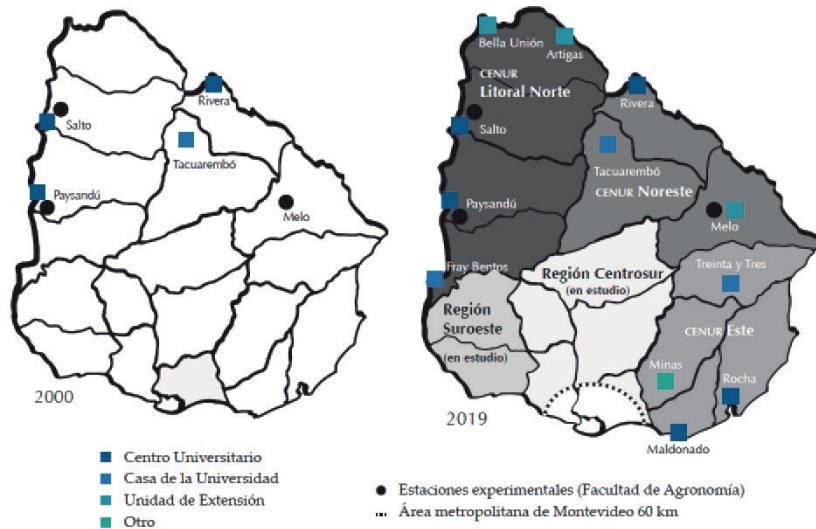 Rivera
Salto
Tacuarembó
Paysandú
Melo
2000
Bella Unión
Artigas
CENUR
Litoral Norte
Rivera
Salto
Tacuarembó
CENUR Noreste
Paysandú
Melo
Fray Bentos
Región Centrosur
(en estudio)
Treinta y Tres
Región
Suroeste
(en estudio)
CENUR Este
Minas
Rocha
2019
Maldonado
Centro Universitario
Casa de la Universidad
Unidad de Extensión
Otro
Estaciones experimentales (Facultad de Agronomía)
Área metropolitana de Montevideo 60 km